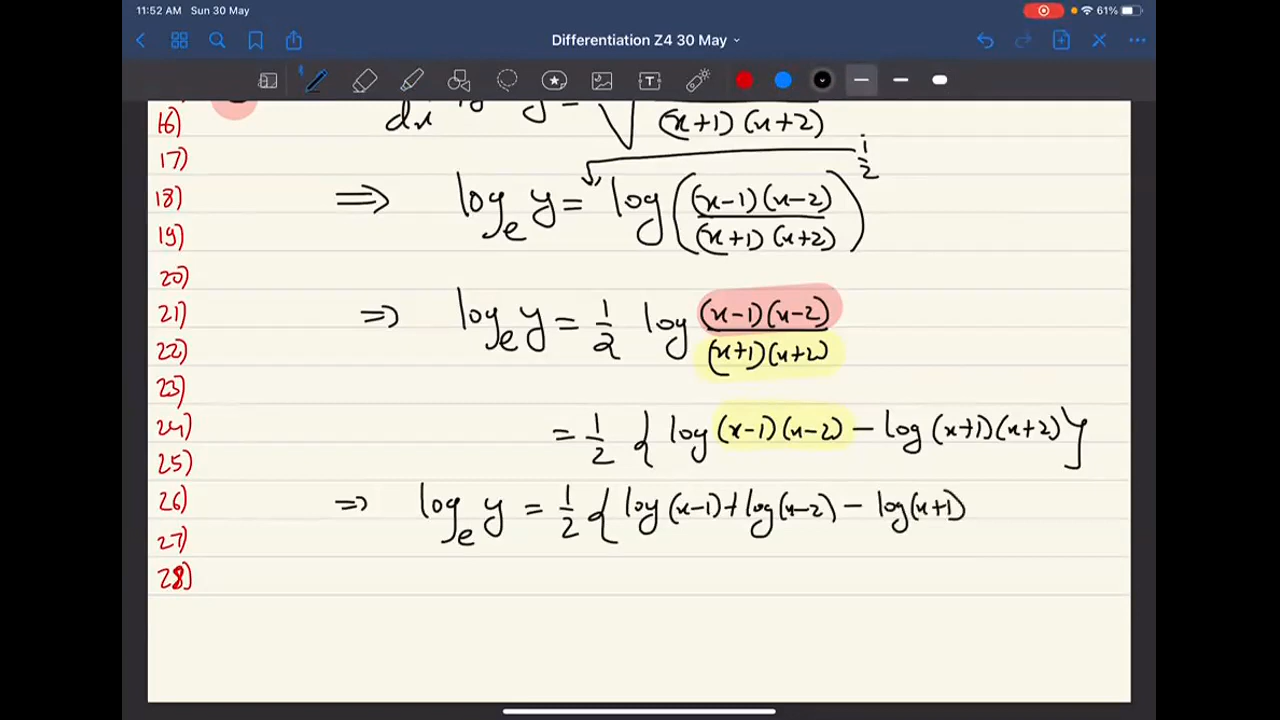 11:52 AM Sun 30 May 61%
Differentiation Z4 30 May
16) dx y = √ (x+1)(x+2)
17) 1/2
18) ⇒ log_e y = log ((x-1)(x-2)
19) (x+1)(x+2))
20)
21) ⇒ log_e y = 1/2 log (x-1)(x-2)
22) (x+1)(x+2)
23)
24) = 1/2 { log (x-1)(x-2) - log (x+1)(x+2) }
25)
26) ⇒ log_e y = 1/2 { log (x-1) + log (x-2) - log (x+1)
27)
28)